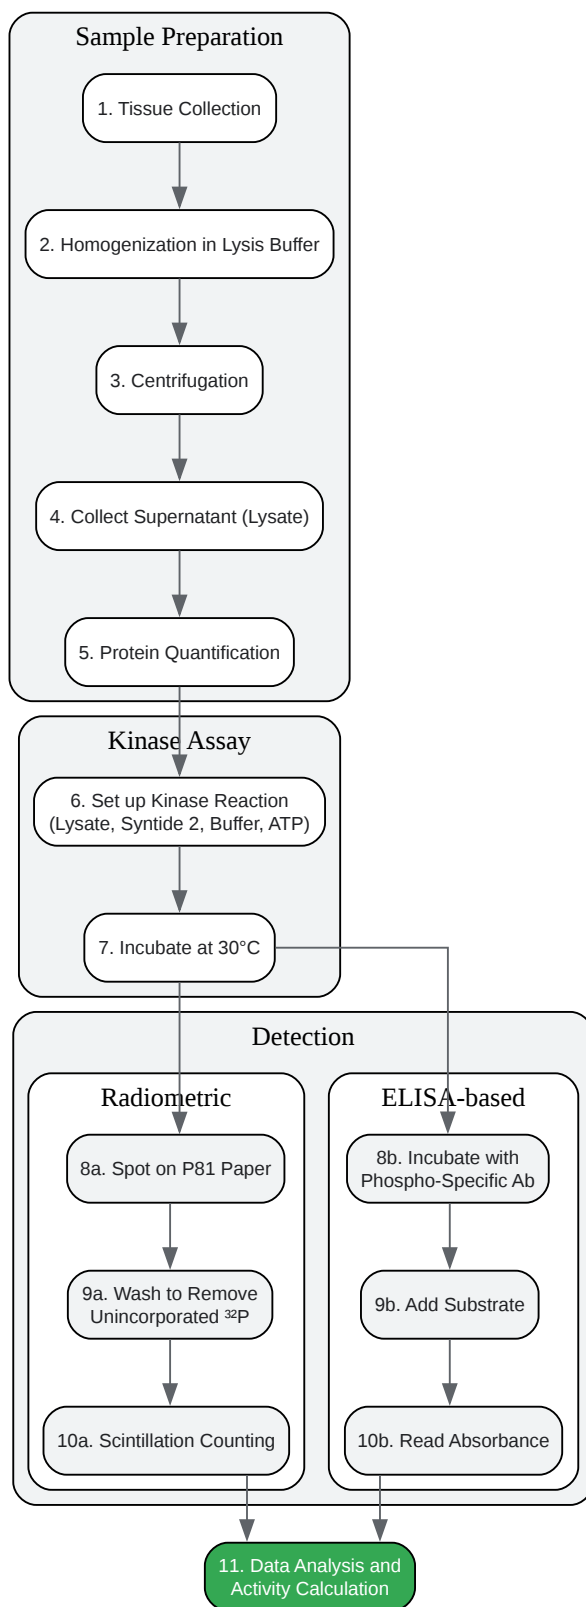 Sample Preparation
1. Tissue Collection
2. Homogenization in Lysis Buffer
3. Centrifugation
4. Collect Supernatant (Lysate)
5. Protein Quantification
Kinase Assay
6. Set up Kinase Reaction
(Lysate, Syntide 2, Buffer, ATP)
7. Incubate at 30°C
Detection
Radiometric
8a. Spot on P81 Paper
9a. Wash to Remove
Unincorporated ³²P
10a. Scintillation Counting
ELISA-based
8b. Incubate with
Phospho-Specific Ab
9b. Add Substrate
10b. Read Absorbance
11. Data Analysis and
Activity Calculation